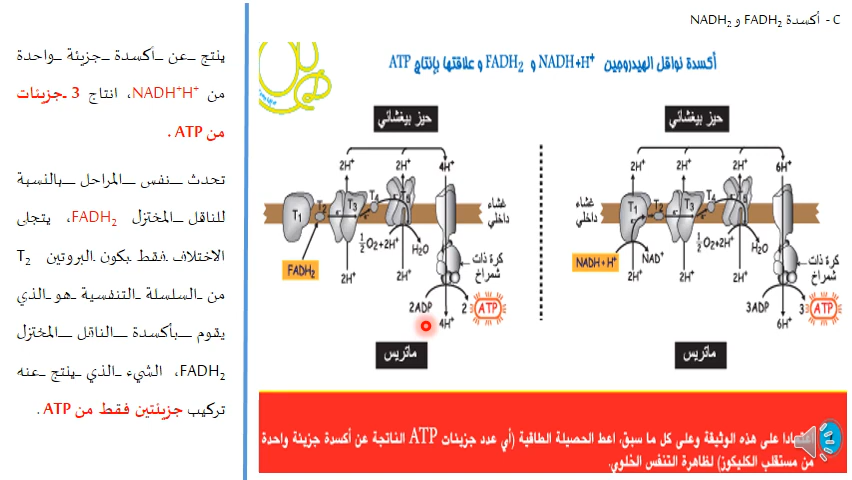 C - أكسدة FADH₂ و NADH₂
ينتج عن أكسدة جزيئة واحدة
من NADH⁺H⁺، انتاج 3 جزيئات
من ATP .
تحدث نفس المراحل بالنسبة
للناقل المختزل FADH₂، يتجلى
الاختلاف فقط بكون البروتين T₂
من السلسلة التنفسية هو الذي
يقوم بأكسدة الناقل المختزل
FADH₂، الشيء الذي ينتج عنه
تركيب جزيئتين فقط من ATP .
أكسدة نواقل الهيدروجين NADH+H⁺ و FADH₂ و علاقتها بإنتاج ATP
حيز بيغشائي
2H⁺
2H⁺
6H⁺
غشاء
داخلي
T₁
T₂
T₃
T₄
T₅
e⁻
½O₂+2H⁺
H₂O
NADH + H⁺
NAD⁺
2H⁺
2H⁺
كرة ذات
شمراخ
3ADP
3 ATP
6H⁺
ماتريس
حيز بيغشائي
2H⁺
2H⁺
4H⁺
غشاء
داخلي
T₁
T₂
T₃
T₄
T₅
e⁻
½O₂+2H⁺
H₂O
FADH₂
2H⁺
2H⁺
كرة ذات
شمراخ
2ADP
2 ATP
4H⁺
ماتريس
اعتمادا على هذه الوثيقة وعلى كل ما سبق، اعط الحصيلة الطاقية (أي عدد جزيئات ATP الناتجة عن أكسدة جزيئة واحدة
من مستقلب الكليكوز) لظاهرة التنفس الخلوي.